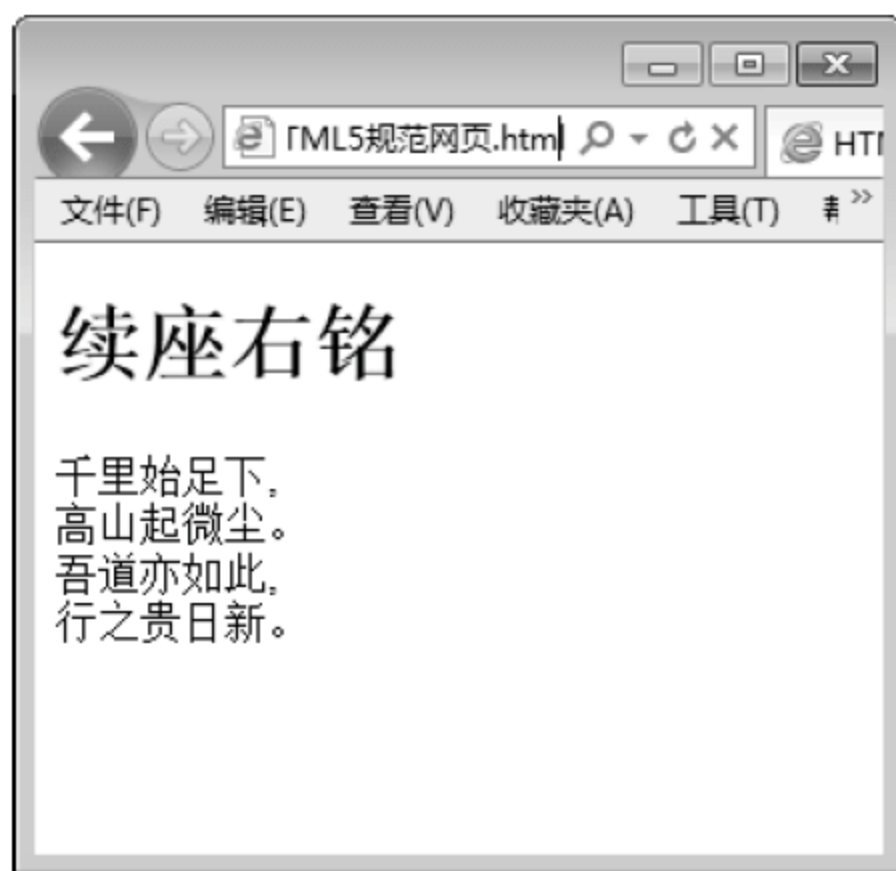 TML5规范网页.html
HTM
文件(F) 编辑(E) 查看(V) 收藏夹(A) 工具(T)
续座右铭
千里始足下,
高山起微尘。
吾道亦如此,
行之贵日新。